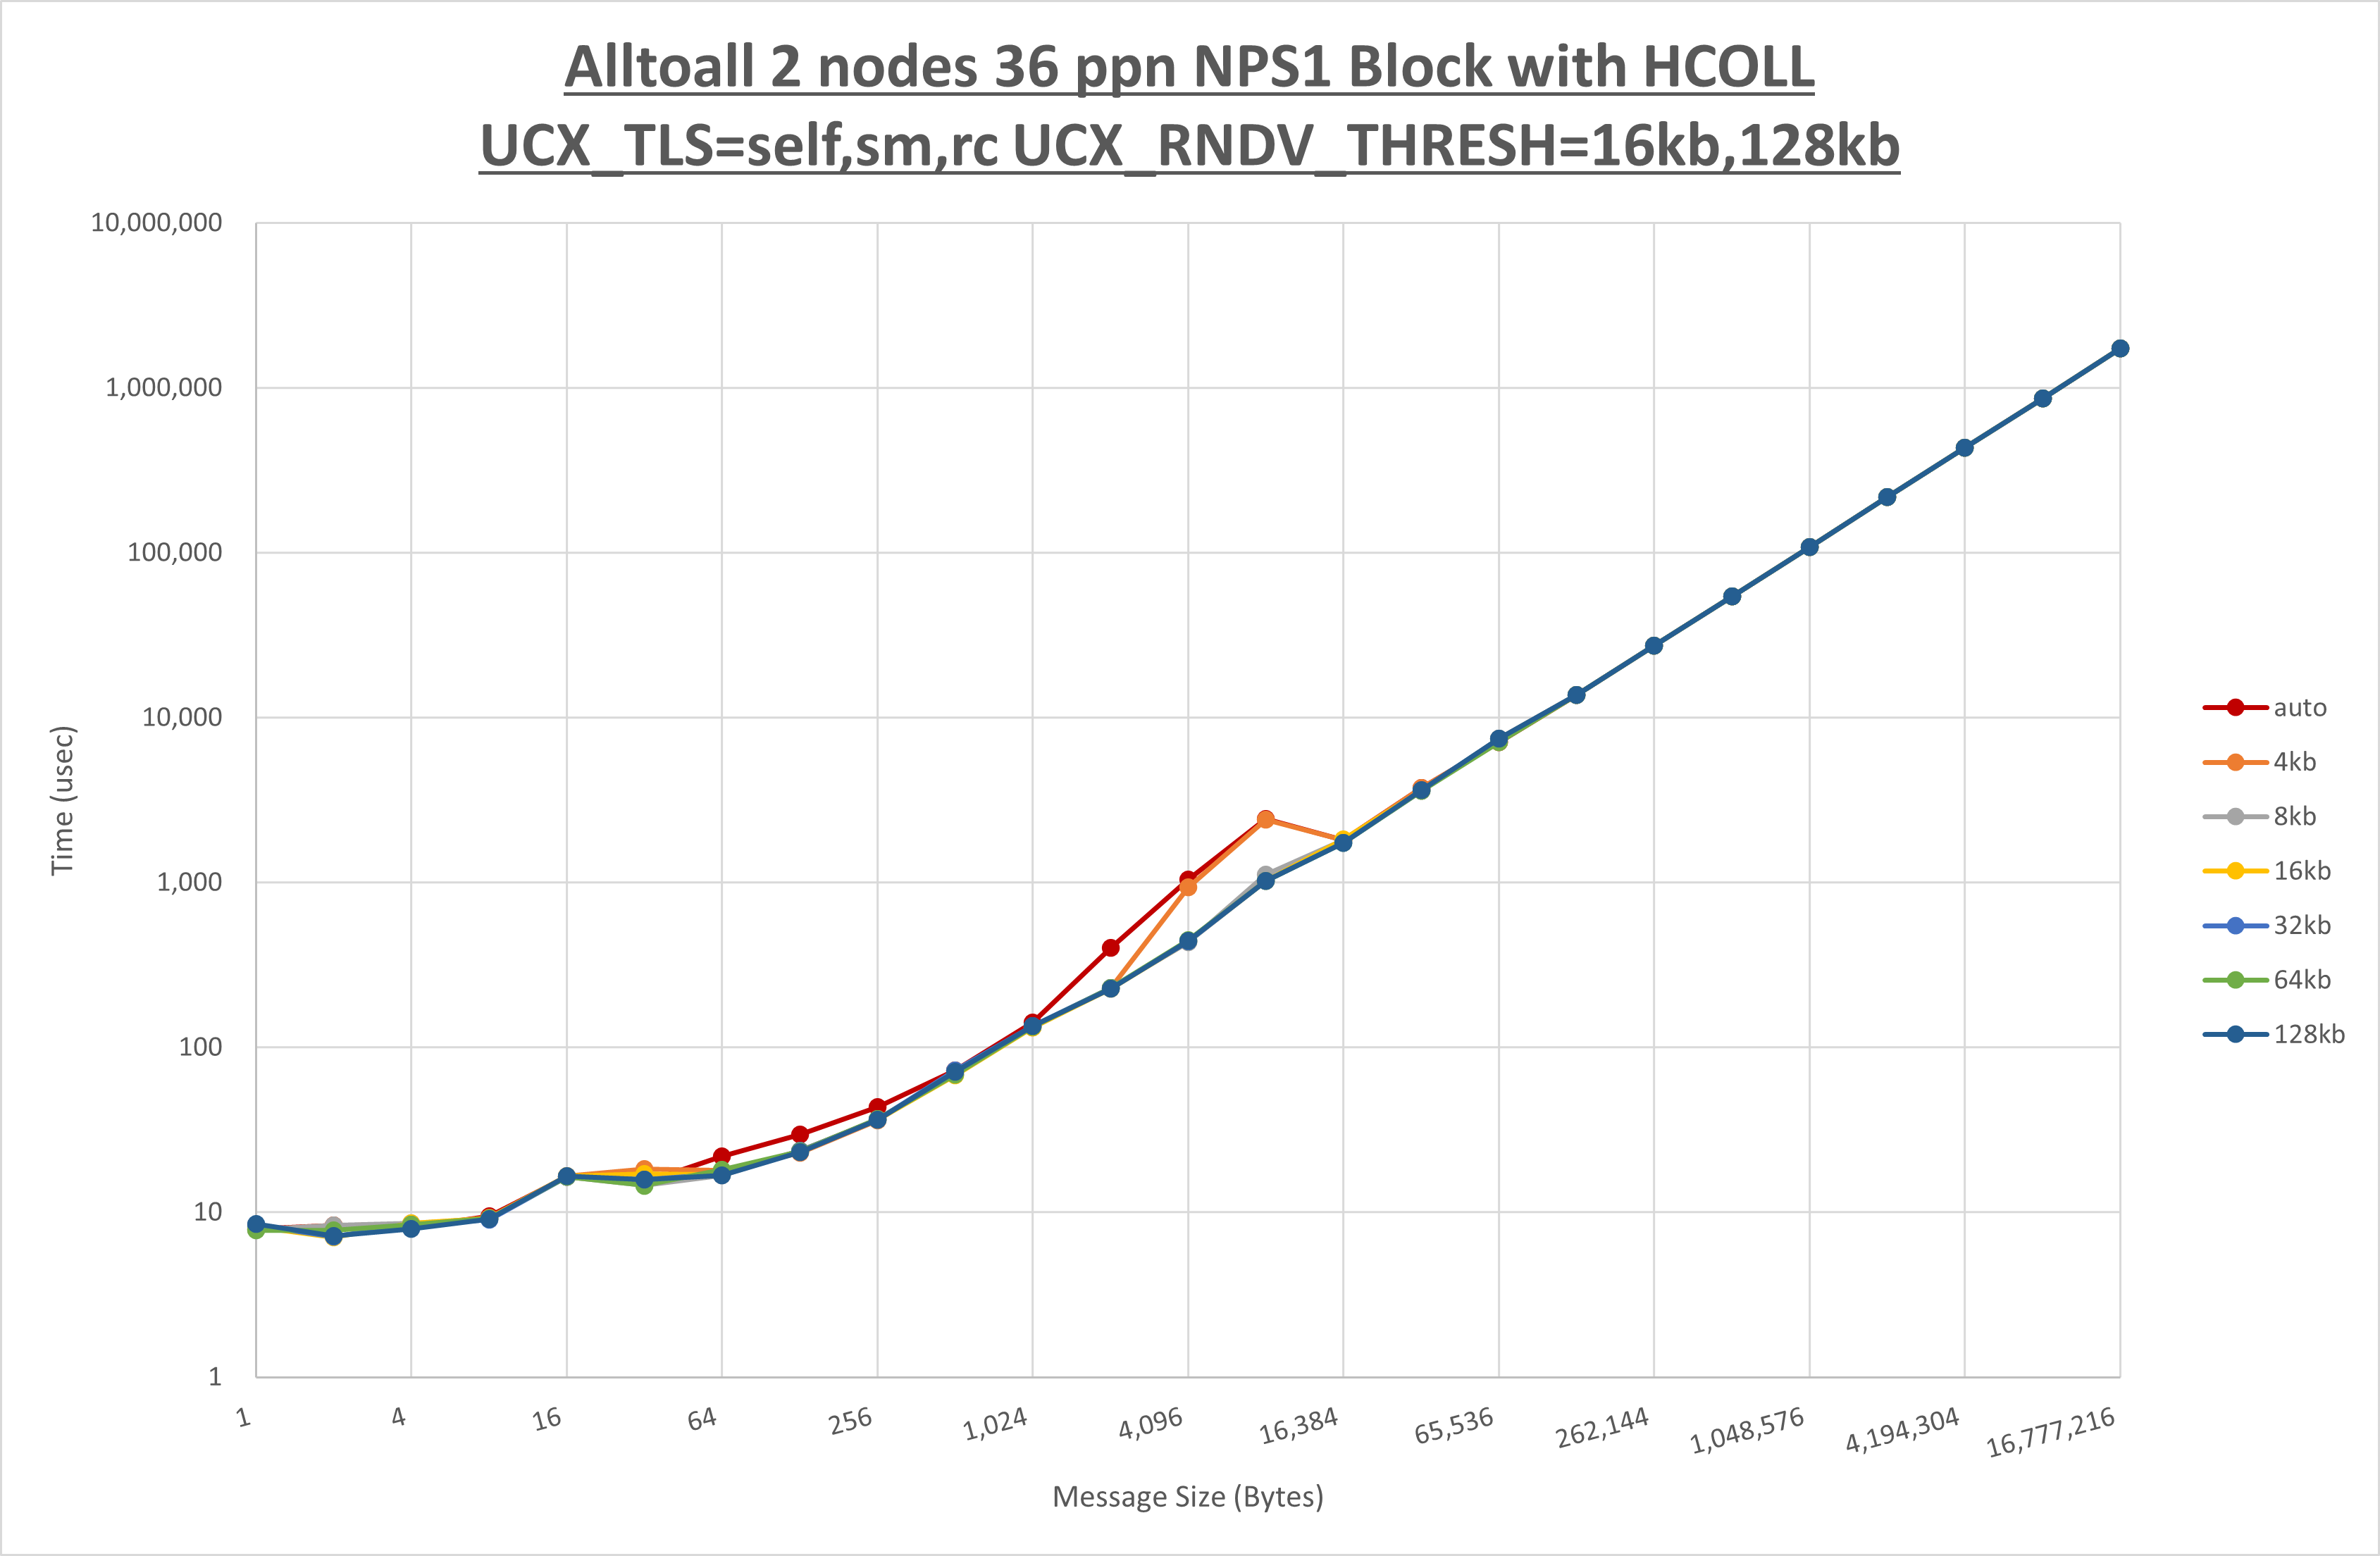 Alltoall 2 nodes 36 ppn NPS1 Block with HCOLL
UCX_TLS=self,sm,rc UCX_RNDV_THRESH=16kb,128kb
10,000,000
1,000,000
100,000
10,000
1,000
100
10
1
Time (usec)
1
4
16
64
256
1,024
4,096
16,384
65,536
262,144
1,048,576
4,194,304
16,777,216
Message Size (Bytes)
auto
4kb
8kb
16kb
32kb
64kb
128kb